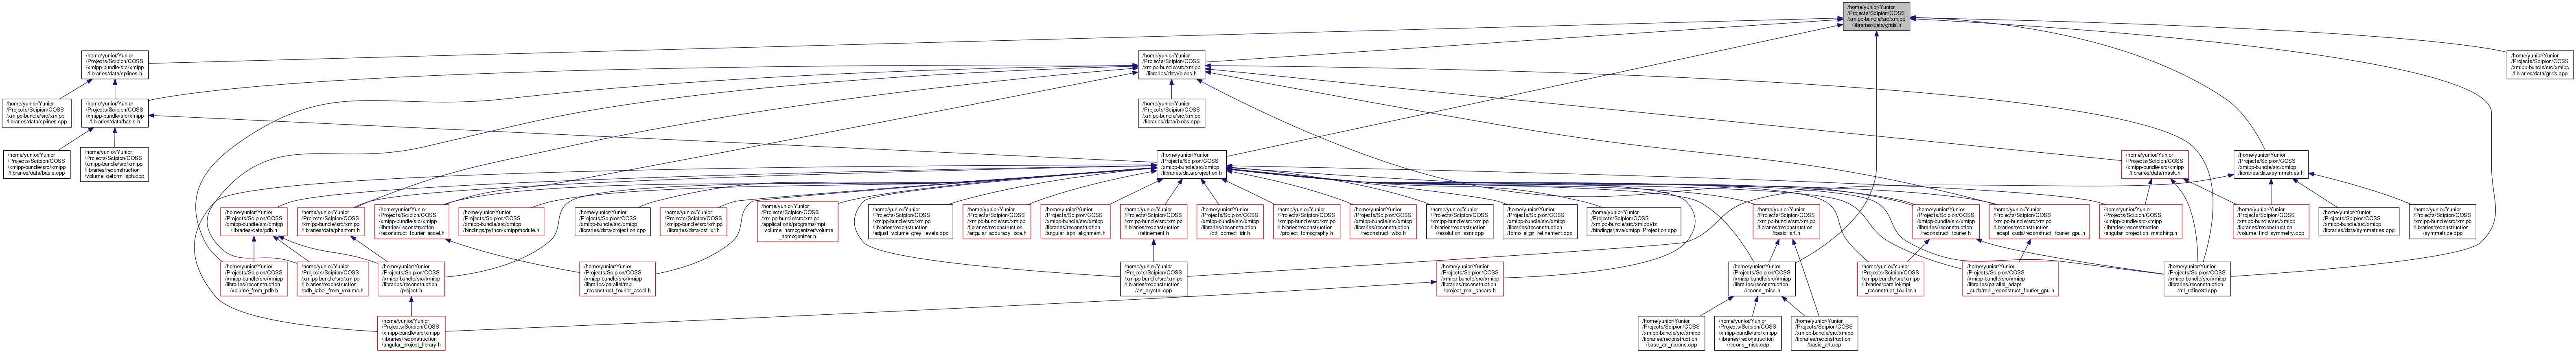 /home/yunior/Yunior
/Projects/Scipion/COSS
/xmipp-bundle/src/xmipp
/libraries/data/grids.h
/home/yunior/Yunior
/Projects/Scipion/COSS
/xmipp-bundle/src/xmipp
/libraries/data/splines.h
/home/yunior/Yunior
/Projects/Scipion/COSS
/xmipp-bundle/src/xmipp
/libraries/data/blobs.h
/home/yunior/Yunior
/Projects/Scipion/COSS
/xmipp-bundle/src/xmipp
/libraries/data/grids.cpp
/home/yunior/Yunior
/Projects/Scipion/COSS
/xmipp-bundle/src/xmipp
/libraries/data/splines.cpp
/home/yunior/Yunior
/Projects/Scipion/COSS
/xmipp-bundle/src/xmipp
/libraries/data/basis.h
/home/yunior/Yunior
/Projects/Scipion/COSS
/xmipp-bundle/src/xmipp
/libraries/data/blobs.cpp
/home/yunior/Yunior
/Projects/Scipion/COSS
/xmipp-bundle/src/xmipp
/libraries/data/basis.cpp
/home/yunior/Yunior
/Projects/Scipion/COSS
/xmipp-bundle/src/xmipp
/libraries/reconstruction
/volume_deform_sph.cpp
/home/yunior/Yunior
/Projects/Scipion/COSS
/xmipp-bundle/src/xmipp
/libraries/data/projection.h
/home/yunior/Yunior
/Projects/Scipion/COSS
/xmipp-bundle/src/xmipp
/libraries/data/mask.h
/home/yunior/Yunior
/Projects/Scipion/COSS
/xmipp-bundle/src/xmipp
/libraries/data/symmetries.h
/home/yunior/Yunior
/Projects/Scipion/COSS
/xmipp-bundle/src/xmipp
/libraries/data/pdb.h
/home/yunior/Yunior
/Projects/Scipion/COSS
/xmipp-bundle/src/xmipp
/libraries/data/phantom.h
/home/yunior/Yunior
/Projects/Scipion/COSS
/xmipp-bundle/src/xmipp
/libraries/reconstruction
/reconstruct_fourier_accel.h
/home/yunior/Yunior
/Projects/Scipion/COSS
/xmipp-bundle/src/xmipp
/bindings/python/xmippmodule.h
/home/yunior/Yunior
/Projects/Scipion/COSS
/xmipp-bundle/src/xmipp
/libraries/data/projection.cpp
/home/yunior/Yunior
/Projects/Scipion/COSS
/xmipp-bundle/src/xmipp
/libraries/data/psf_xr.h
/home/yunior/Yunior
/Projects/Scipion/COSS
/xmipp-bundle/src/xmipp
/applications/programs/mpi
_volume_homogenizer/volume
_homogenizer.h
/home/yunior/Yunior
/Projects/Scipion/COSS
/xmipp-bundle/src/xmipp
/libraries/reconstruction
/adjust_volume_grey_levels.cpp
/home/yunior/Yunior
/Projects/Scipion/COSS
/xmipp-bundle/src/xmipp
/libraries/reconstruction
/angular_accuracy_pca.h
/home/yunior/Yunior
/Projects/Scipion/COSS
/xmipp-bundle/src/xmipp
/libraries/reconstruction
/angular_sph_alignment.h
/home/yunior/Yunior
/Projects/Scipion/COSS
/xmipp-bundle/src/xmipp
/libraries/reconstruction
/refinement.h
/home/yunior/Yunior
/Projects/Scipion/COSS
/xmipp-bundle/src/xmipp
/libraries/reconstruction
/ctf_correct_idr.h
/home/yunior/Yunior
/Projects/Scipion/COSS
/xmipp-bundle/src/xmipp
/libraries/reconstruction
/project_tomography.h
/home/yunior/Yunior
/Projects/Scipion/COSS
/xmipp-bundle/src/xmipp
/libraries/reconstruction
/reconstruct_wbp.h
/home/yunior/Yunior
/Projects/Scipion/COSS
/xmipp-bundle/src/xmipp
/libraries/reconstruction
/resolution_ssnr.cpp
/home/yunior/Yunior
/Projects/Scipion/COSS
/xmipp-bundle/src/xmipp
/libraries/reconstruction
/tomo_align_refinement.cpp
/home/yunior/Yunior
/Projects/Scipion/COSS
/xmipp-bundle/src/xmippViz
/bindings/java/xmipp_Projection.cpp
/home/yunior/Yunior
/Projects/Scipion/COSS
/xmipp-bundle/src/xmipp
/libraries/reconstruction
/basic_art.h
/home/yunior/Yunior
/Projects/Scipion/COSS
/xmipp-bundle/src/xmipp
/libraries/reconstruction
/reconstruct_fourier.h
/home/yunior/Yunior
/Projects/Scipion/COSS
/xmipp-bundle/src/xmipp
/libraries/reconstruction
_adapt_cuda/reconstruct_fourier_gpu.h
/home/yunior/Yunior
/Projects/Scipion/COSS
/xmipp-bundle/src/xmipp
/libraries/reconstruction
/angular_projection_matching.h
/home/yunior/Yunior
/Projects/Scipion/COSS
/xmipp-bundle/src/xmipp
/libraries/reconstruction
/volume_find_symmetry.cpp
/home/yunior/Yunior
/Projects/Scipion/COSS
/xmipp-bundle/src/xmipp
/libraries/data/symmetries.cpp
/home/yunior/Yunior
/Projects/Scipion/COSS
/xmipp-bundle/src/xmipp
/libraries/reconstruction
/symmetrize.cpp
/home/yunior/Yunior
/Projects/Scipion/COSS
/xmipp-bundle/src/xmipp
/libraries/reconstruction
/volume_from_pdb.h
/home/yunior/Yunior
/Projects/Scipion/COSS
/xmipp-bundle/src/xmipp
/libraries/reconstruction
/pdb_label_from_volume.h
/home/yunior/Yunior
/Projects/Scipion/COSS
/xmipp-bundle/src/xmipp
/libraries/reconstruction
/project.h
/home/yunior/Yunior
/Projects/Scipion/COSS
/xmipp-bundle/src/xmipp
/libraries/parallel/mpi
_reconstruct_fourier_accel.h
/home/yunior/Yunior
/Projects/Scipion/COSS
/xmipp-bundle/src/xmipp
/libraries/reconstruction
/art_crystal.cpp
/home/yunior/Yunior
/Projects/Scipion/COSS
/xmipp-bundle/src/xmipp
/libraries/reconstruction
/project_real_shears.h
/home/yunior/Yunior
/Projects/Scipion/COSS
/xmipp-bundle/src/xmipp
/libraries/reconstruction
/recons_misc.h
/home/yunior/Yunior
/Projects/Scipion/COSS
/xmipp-bundle/src/xmipp
/libraries/parallel/mpi
_reconstruct_fourier.h
/home/yunior/Yunior
/Projects/Scipion/COSS
/xmipp-bundle/src/xmipp
/libraries/parallel_adapt
_cuda/mpi_reconstruct_fourier_gpu.h
/home/yunior/Yunior
/Projects/Scipion/COSS
/xmipp-bundle/src/xmipp
/libraries/reconstruction
/ml_refine3d.cpp
/home/yunior/Yunior
/Projects/Scipion/COSS
/xmipp-bundle/src/xmipp
/libraries/reconstruction
/angular_project_library.h
/home/yunior/Yunior
/Projects/Scipion/COSS
/xmipp-bundle/src/xmipp
/libraries/reconstruction
/base_art_recons.cpp
/home/yunior/Yunior
/Projects/Scipion/COSS
/xmipp-bundle/src/xmipp
/libraries/reconstruction
/recons_misc.cpp
/home/yunior/Yunior
/Projects/Scipion/COSS
/xmipp-bundle/src/xmipp
/libraries/reconstruction
/basic_art.cpp